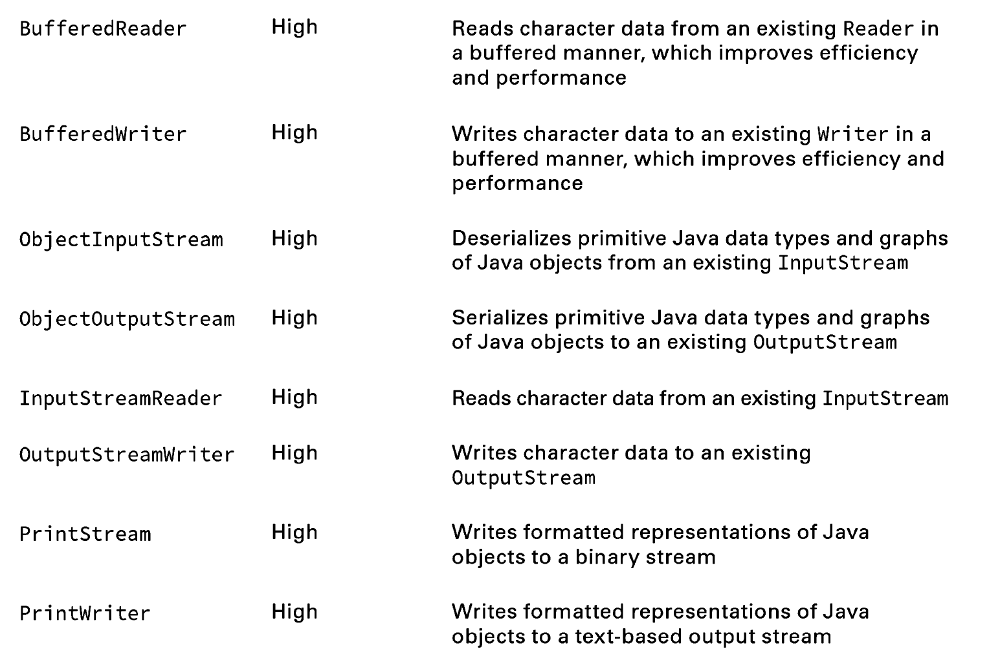 BufferedReader High Reads character data from an existing Reader in
a buffered manner, which improves efficiency
and performance
BufferedWriter High Writes character data to an existing Writer in a
buffered manner, which improves efficiency and
performance
ObjectInputStream High Deserializes primitive Java data types and graphs
of Java objects from an existing InputStream
ObjectOutputStream High Serializes primitive Java data types and graphs
of Java objects to an existing OutputStream
InputStreamReader High Reads character data from an existing InputStream
OutputStreamWriter High Writes character data to an existing
OutputStream
PrintStream High Writes formatted representations of Java
objects to a binary stream
PrintWriter High Writes formatted representations of Java
objects to a text-based output stream